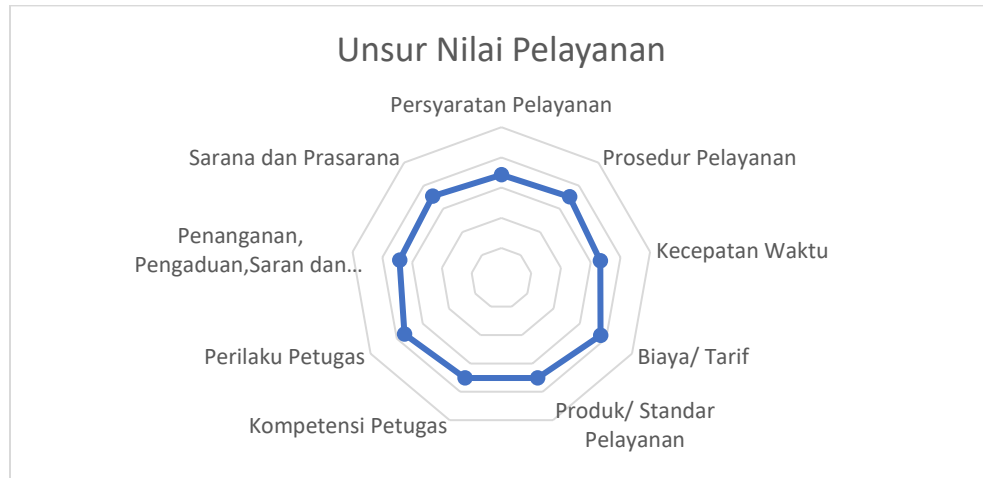 Unsur Nilai Pelayanan
Persyaratan Pelayanan
Prosedur Pelayanan
Kecepatan Waktu
Biaya/ Tarif
Produk/ Standar
Pelayanan
Kompetensi Petugas
Perilaku Petugas
Penanganan,
Pengaduan,Saran dan...
Sarana dan Prasarana